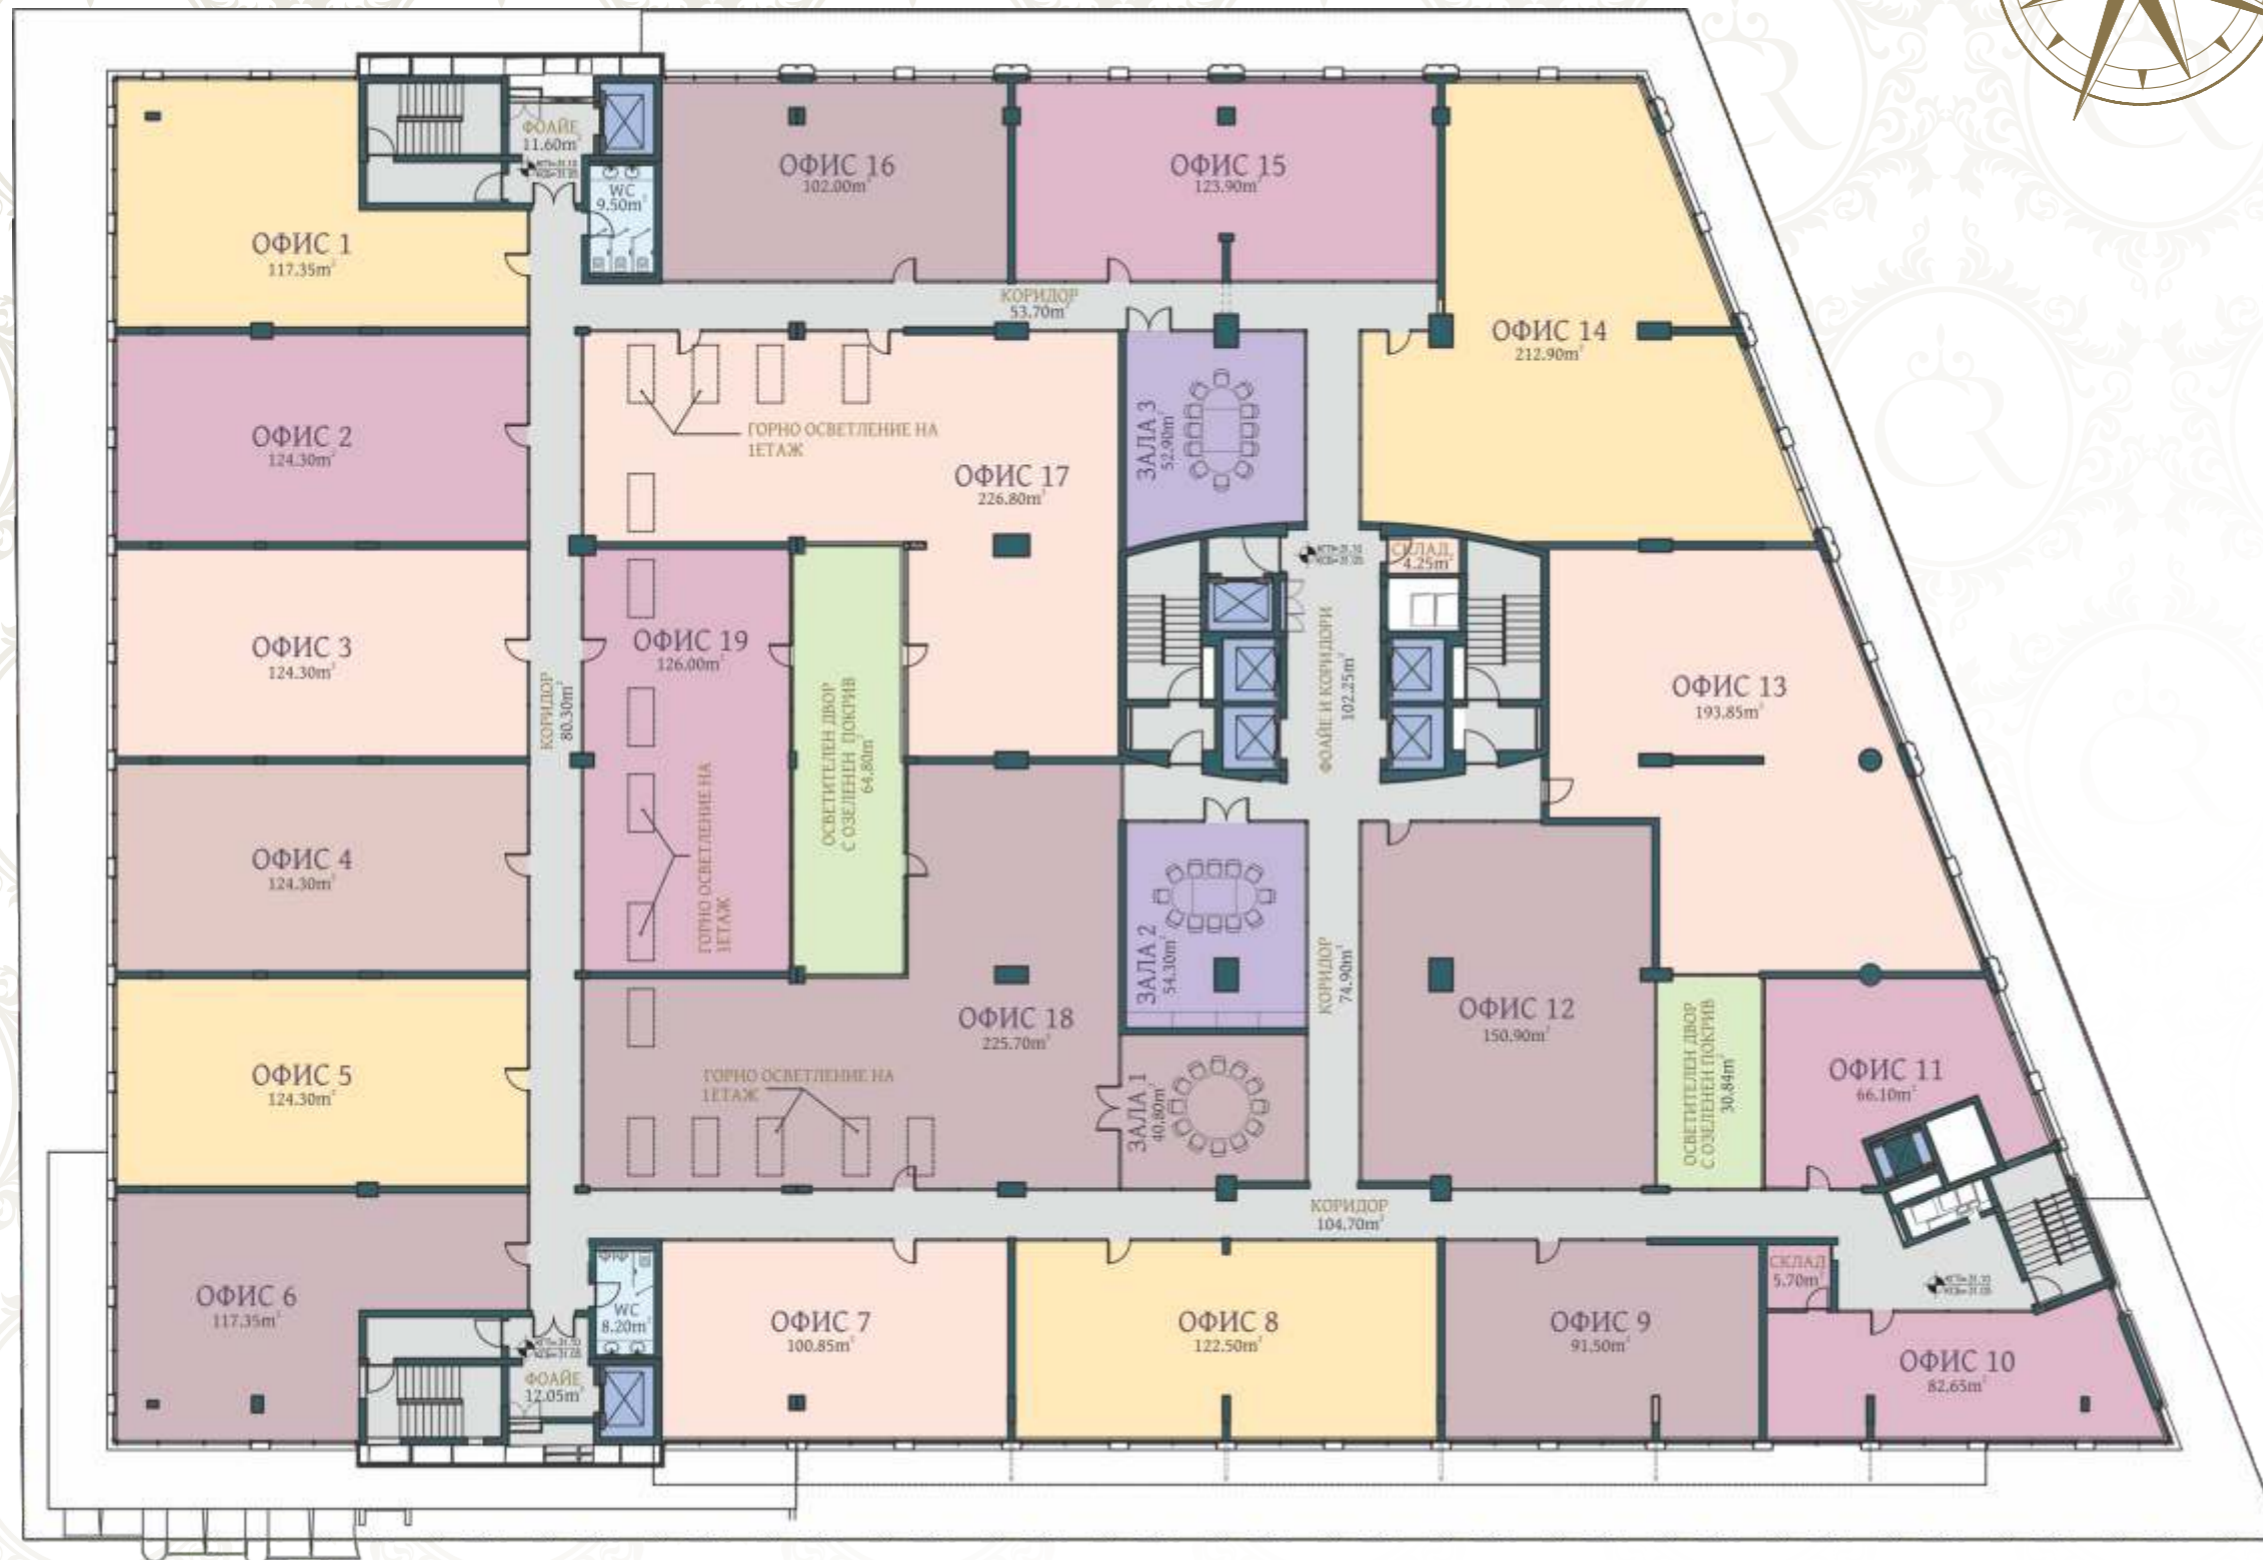 ФОАЙЕ
11.60m²
WC
9.50m²
ОФИС 16
102.00m²
ОФИС 15
123.90m²
ОФИС 1
117.35m²
КОРИДОР
53.70m²
ОФИС 14
212.90m²
ОФИС 2
124.30m²
ГОРНО ОСВЕТЛЕНИЕ НА
1ЕТАЖ
ЗАЛА 3
52.90m²
ОФИС 17
226.80m²
СКЛАД
4.25m²
ОФИС 3
124.30m²
ОФИС 19
126.00m²
КОРИДОР
80.30m²
ОСВЕТИТЕЛЕН ДВОР
С ОЗЕЛЕНЕН ПОКРИВ
64.80m²
ФОАЙЕ И КОРИДОРИ
102.25m²
ОФИС 13
193.85m²
ГОРНО ОСВЕТЛЕНИЕ НА
1ЕТАЖ
ОФИС 4
124.30m²
ЗАЛА 2
54.30m²
КОРИДОР
74.90m²
ОФИС 12
150.90m²
ОФИС 18
225.70m²
ОСВЕТИТЕЛЕН ДВОР
С ОЗЕЛЕНЕН ПОКРИВ
30.84m²
ОФИС 11
66.10m²
ОФИС 5
124.30m²
ГОРНО ОСВЕТЛЕНИЕ НА
1ЕТАЖ
ЗАЛА 1
40.80m²
КОРИДОР
104.70m²
СКЛАД
5.70m²
ОФИС 6
117.35m²
WC
8.20m²
ОФИС 7
100.85m²
ОФИС 8
122.50m²
ОФИС 9
91.50m²
ФОАЙЕ
12.05m²
ОФИС 10
82.65m²